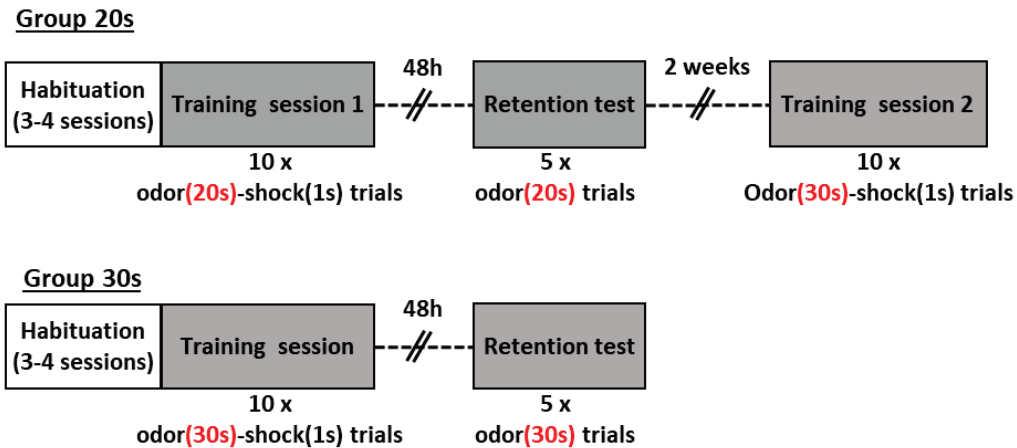 Group 20s
48h
2 weeks
Habituation
(3-4 sessions)
Training session 1
Retention test
Training session 2
10 x
odor(20s)-shock(1s) trials
5 x
odor(20s) trials
10 x
Odor(30s)-shock(1s) trials
Group 30s
48h
Habituation
(3-4 sessions)
Training session
Retention test
10 x
odor(30s)-shock(1s) trials
5 x
odor(30s) trials